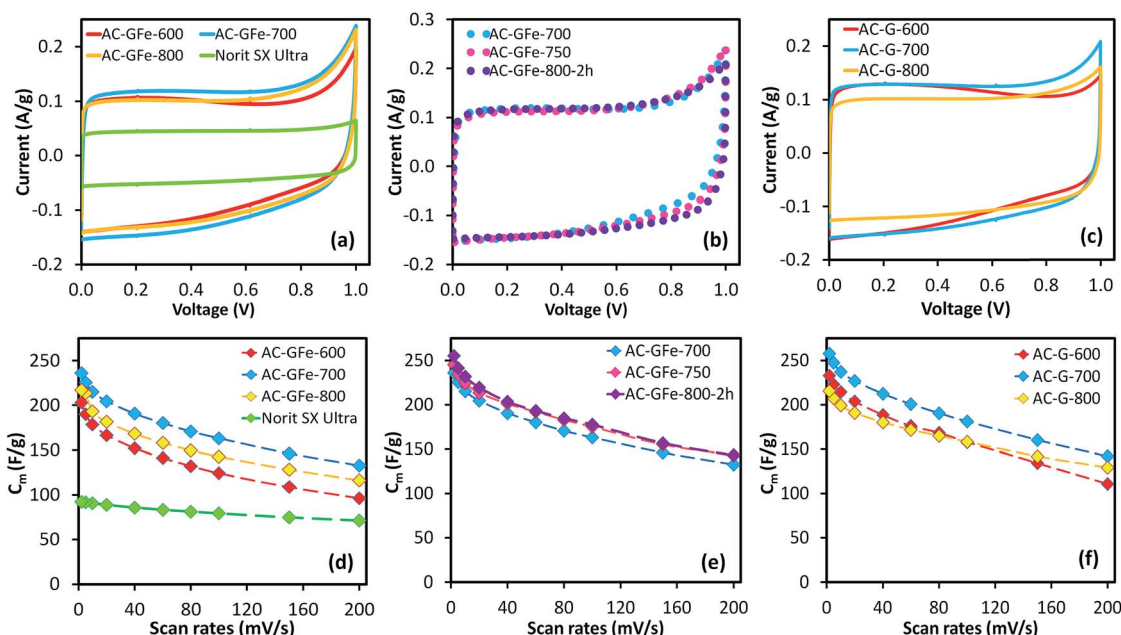 AC-GFe-600 AC-GFe-700
AC-GFe-800 Norit SX Ultra
Current (A/g)
0.2
0.1
0.0
-0.1
-0.2
0.0 0.2 0.4 0.6 0.8 1.0
Voltage (V)
(a)
AC-GFe-700
AC-GFe-750
AC-GFe-800-2h
Current (A/g)
0.2
0.1
0.0
-0.1
-0.2
0.0 0.2 0.4 0.6 0.8 1.0
Voltage (V)
(b)
AC-G-600
AC-G-700
AC-G-800
Current (A/g)
0.2
0.1
0.0
-0.1
-0.2
0.0 0.2 0.4 0.6 0.8 1.0
Voltage (V)
(c)
AC-GFe-600
AC-GFe-700
AC-GFe-800
Norit SX Ultra
Cm (F/g)
250
200
150
100
50
0
0 40 80 120 160 200
Scan rates (mV/s)
(d)
AC-GFe-700
AC-GFe-750
AC-GFe-800-2h
Cm (F/g)
250
200
150
100
50
0
0 40 80 120 160 200
Scan rates (mV/s)
(e)
AC-G-600
AC-G-700
AC-G-800
Cm (F/g)
250
200
150
100
50
0
0 40 80 120 160 200
Scan rates (mV/s)
(f)